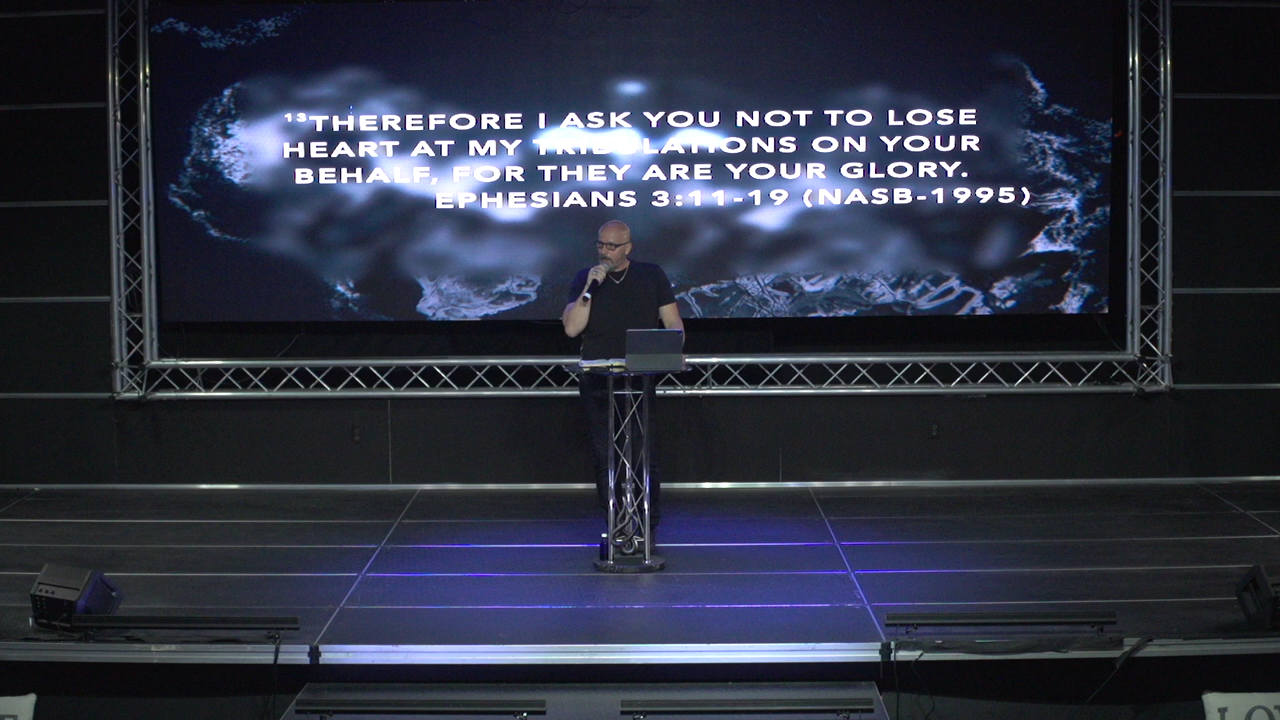 ¹³THEREFORE I ASK YOU NOT TO LOSE
HEART AT MY TRIBULATIONS ON YOUR
BEHALF, FOR THEY ARE YOUR GLORY.
EPHESIANS 3:11-19 (NASB-1995)